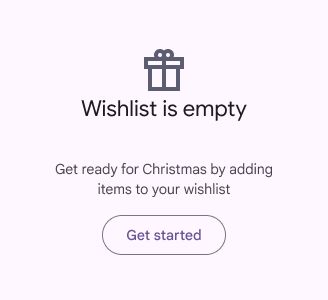 Wishlist is empty
Get ready for Christmas by adding
items to your wishlist
Get started